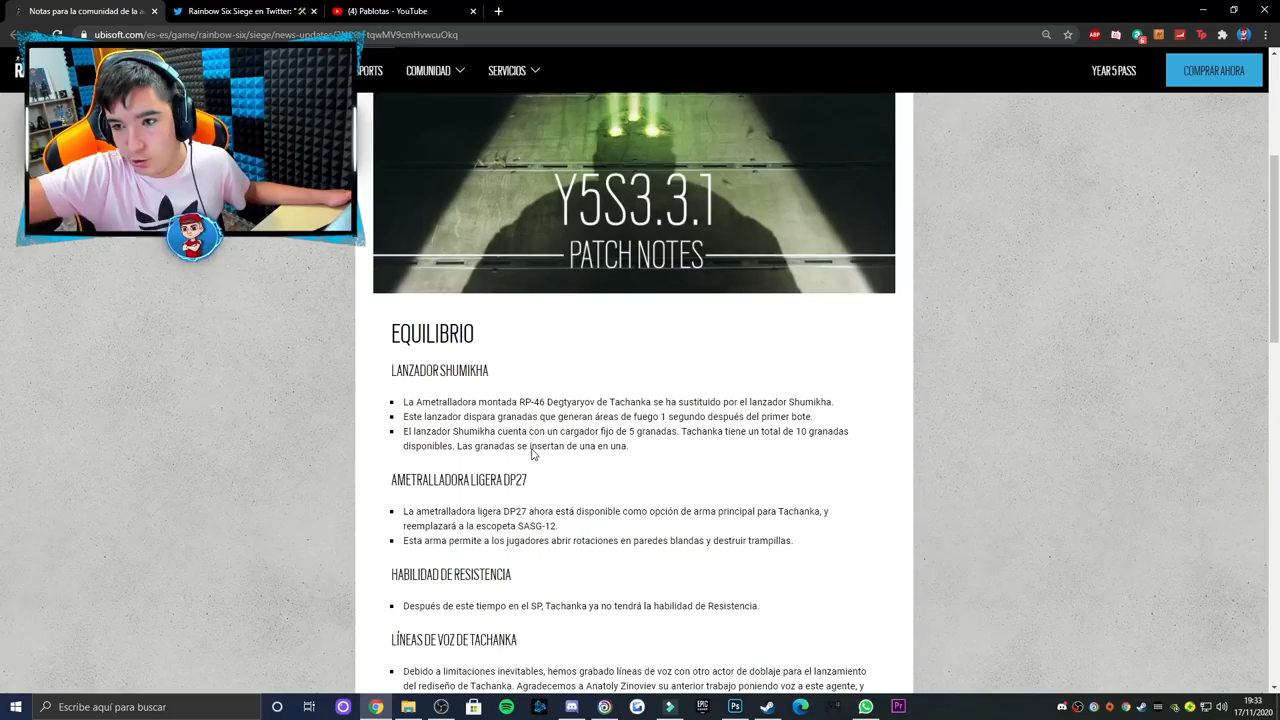 Notas "para la comunidad de la a
Rainbow Six Siege en Twitter: "🛠
(4) Pablotas - YouTube
ubisoft.com/es-es/game/rainbow-six/siege/news-updates/
tqwMV9cmHvwcuOkq
COMUNIDAD
SERVICIOS
YEAR 5 PASS
COMPRAR AHORA
Y5S3.3.1
PATCH NOTES
EQUILIBRIO
LANZADOR SHUMIKHA
La Ametralladora montada RP-46 Degtyaryov de Tachanka se ha sustituido por el lanzador Shumikha.
Este lanzador dispara granadas que generan áreas de fuego 1 segundo después del primer bote.
El lanzador Shumikha cuenta con un cargador fijo de 5 granadas. Tachanka tiene un total de 10 granadas
disponibles. Las granadas se insertan de una en una.
AMETRALLADORA LIGERA DP27
La ametralladora ligera DP27 ahora está disponible como opción de arma principal para Tachanka, y
reemplazará a la escopeta SASG-12.
Esta arma permite a los jugadores abrir rotaciones en paredes blandas y destruir trampillas.
HABILIDAD DE RESISTENCIA
Después de este tiempo en el SP, Tachanka ya no tendrá la habilidad de Resistencia.
LÍNEAS DE VOZ DE TACHANKA
Debido a limitaciones inevitables, hemos grabado líneas de voz con otro actor de doblaje para el lanzamiento
del rediseño de Tachanka. Agradecemos a Anatoly Zinoviev su anterior trabajo poniendo voz a este agente, y
Escribe aquí para buscar
19:33
17/11/2020